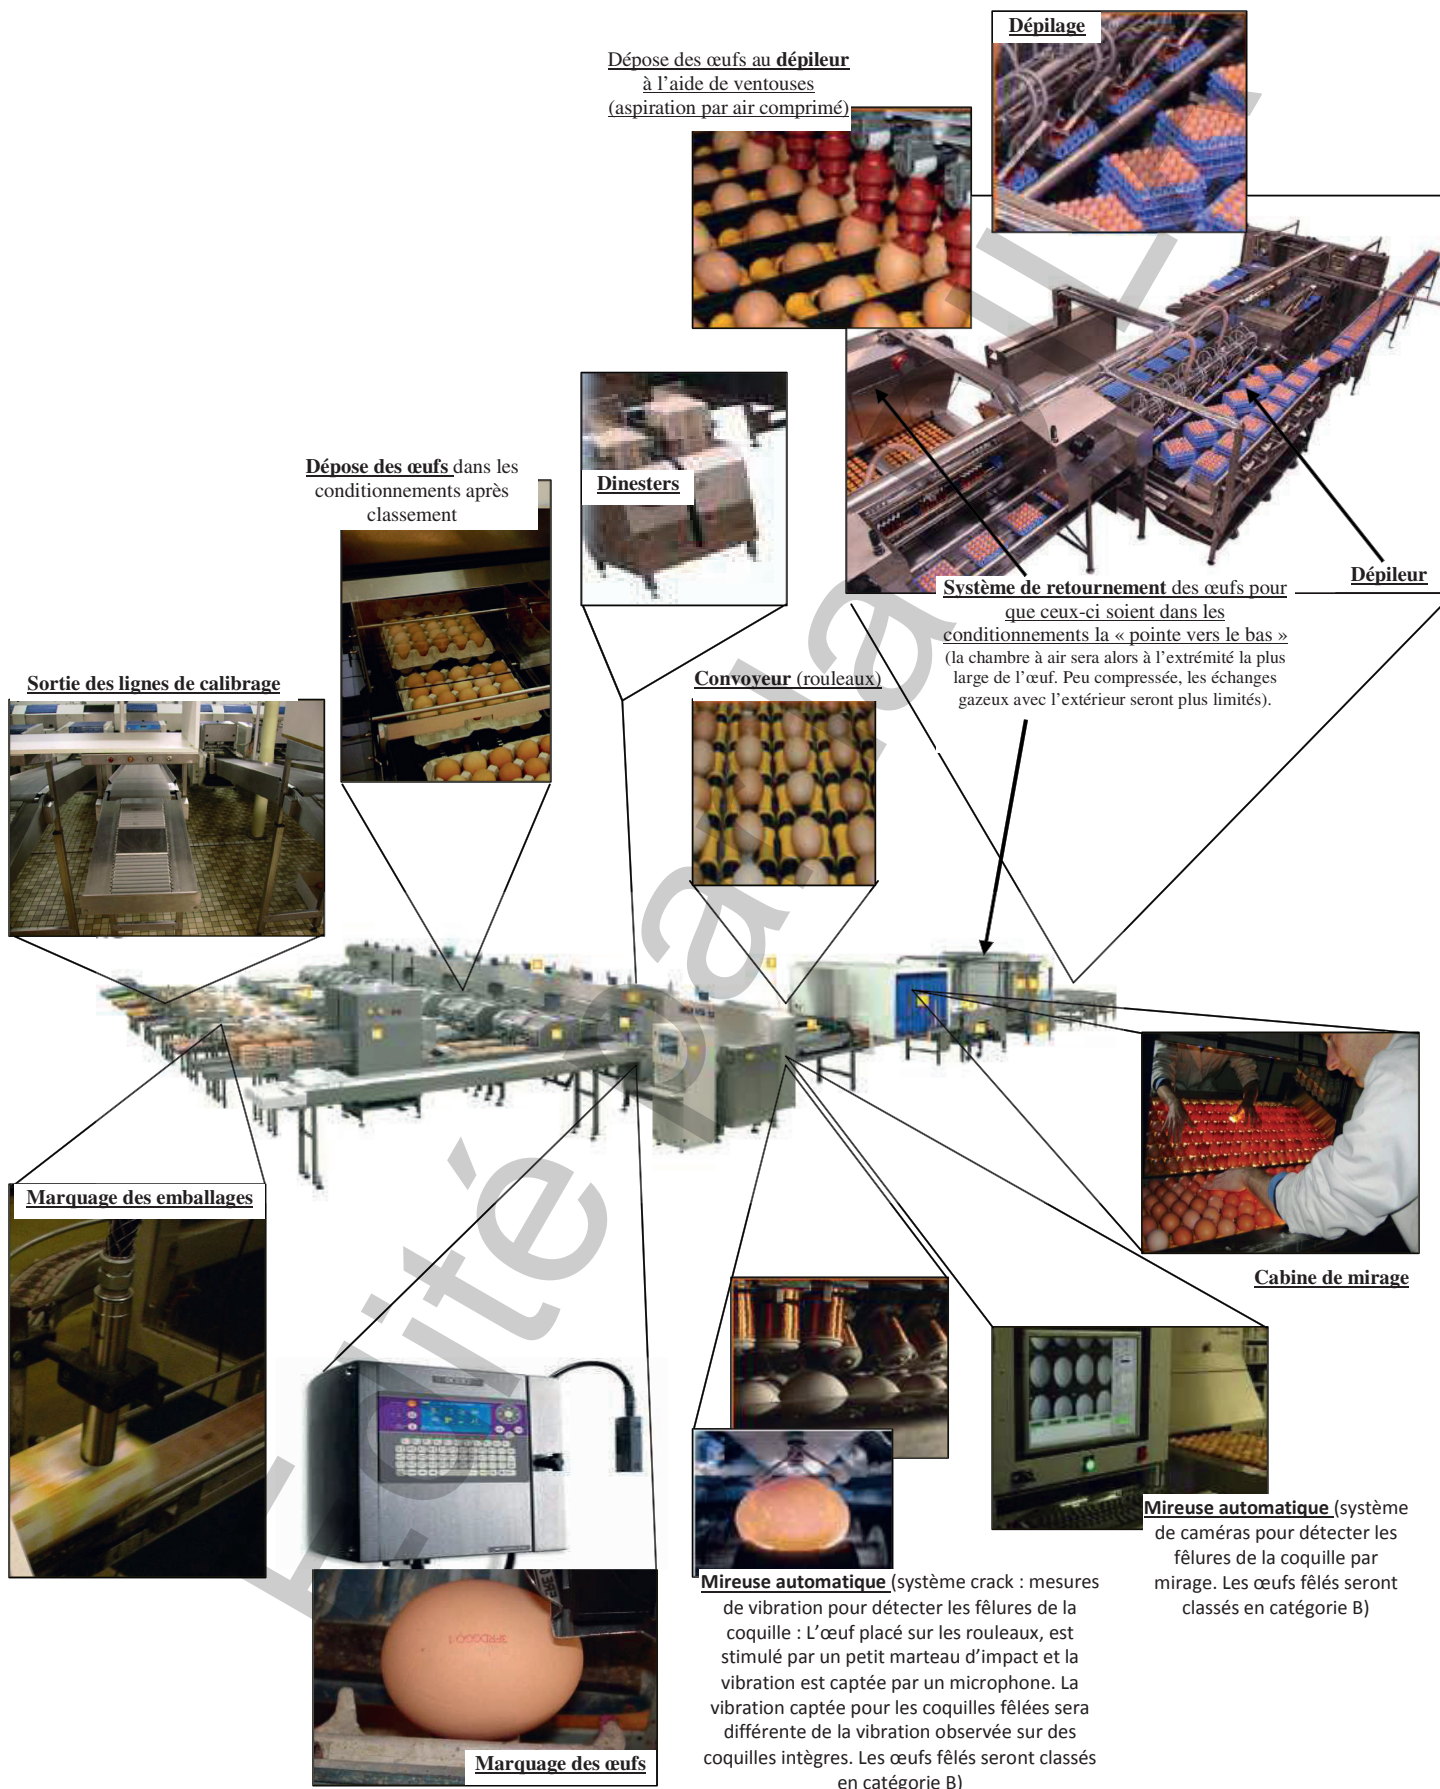 Dépilage
Dépose des œufs au dépileur
à l’aide de ventouses
(aspiration par air comprimé)
Dinesters
Dépose des œufs dans les
conditionnements après
classement
Dépileur
Système de retournement des œufs pour
que ceux-ci soient dans les
conditionnements la « pointe vers le bas »
(la chambre à air sera alors à l’extrémité la plus
large de l’œuf. Peu compressée, les échanges
gazeux avec l’extérieur seront plus limités).
Sortie des lignes de calibrage
Convoyeur (rouleaux)
Marquage des emballages
Cabine de mirage
Mireuse automatique (système
de caméras pour détecter les
fêlures de la coquille par
mirage. Les œufs fêlés seront
classés en catégorie B)
Mireuse automatique (système crack : mesures
de vibration pour détecter les fêlures de la
coquille : L’œuf placé sur les rouleaux, est
stimulé par un petit marteau d’impact et la
vibration est captée par un microphone. La
vibration captée pour les coquilles fêlées sera
différente de la vibration observée sur des
coquilles intègres. Les œufs fêlés seront classés
en catégorie B)
3FRDGG01
Marquage des œufs
Edité par la